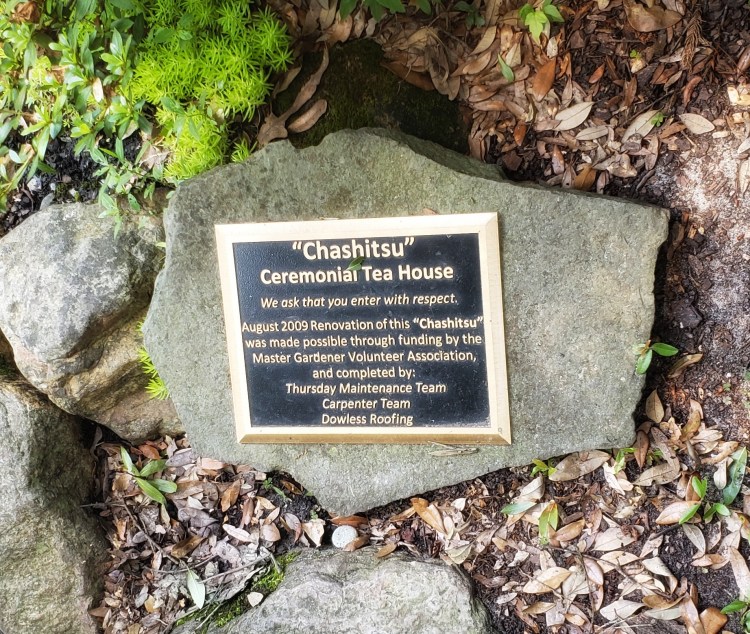 “Chashitsu”
Ceremonial Tea House
We ask that you enter with respect.
August 2009 Renovation of this “Chashitsu”
was made possible through funding by the
Master Gardener Volunteer Association,
and completed by:
Thursday Maintenance Team
Carpenter Team
Dowless Roofing